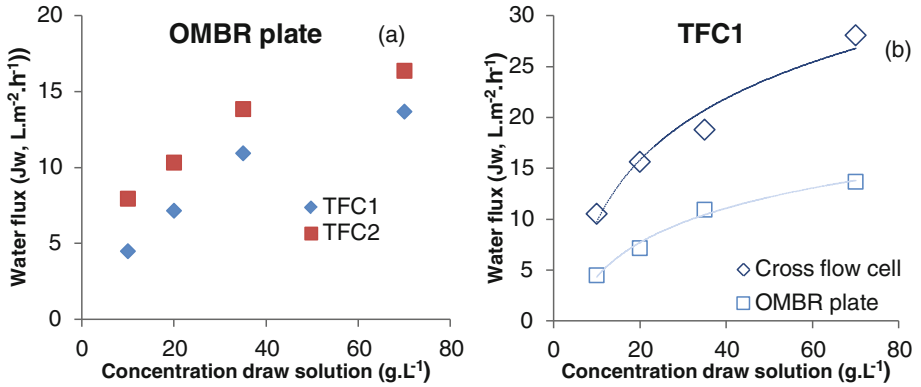 OMBR plate
(a)
Water flux (Jw, L.m⁻².h⁻¹))
20
15
10
5
0
TFC1
TFC2
0 20 40 60 80
Concentration draw solution (g.L⁻¹)
TFC1
(b)
Water flux (Jw, L.m⁻².h⁻¹)
30
25
20
15
10
5
0
Cross flow cell
OMBR plate
0 20 40 60 80
Concentration draw solution (g.L⁻¹)